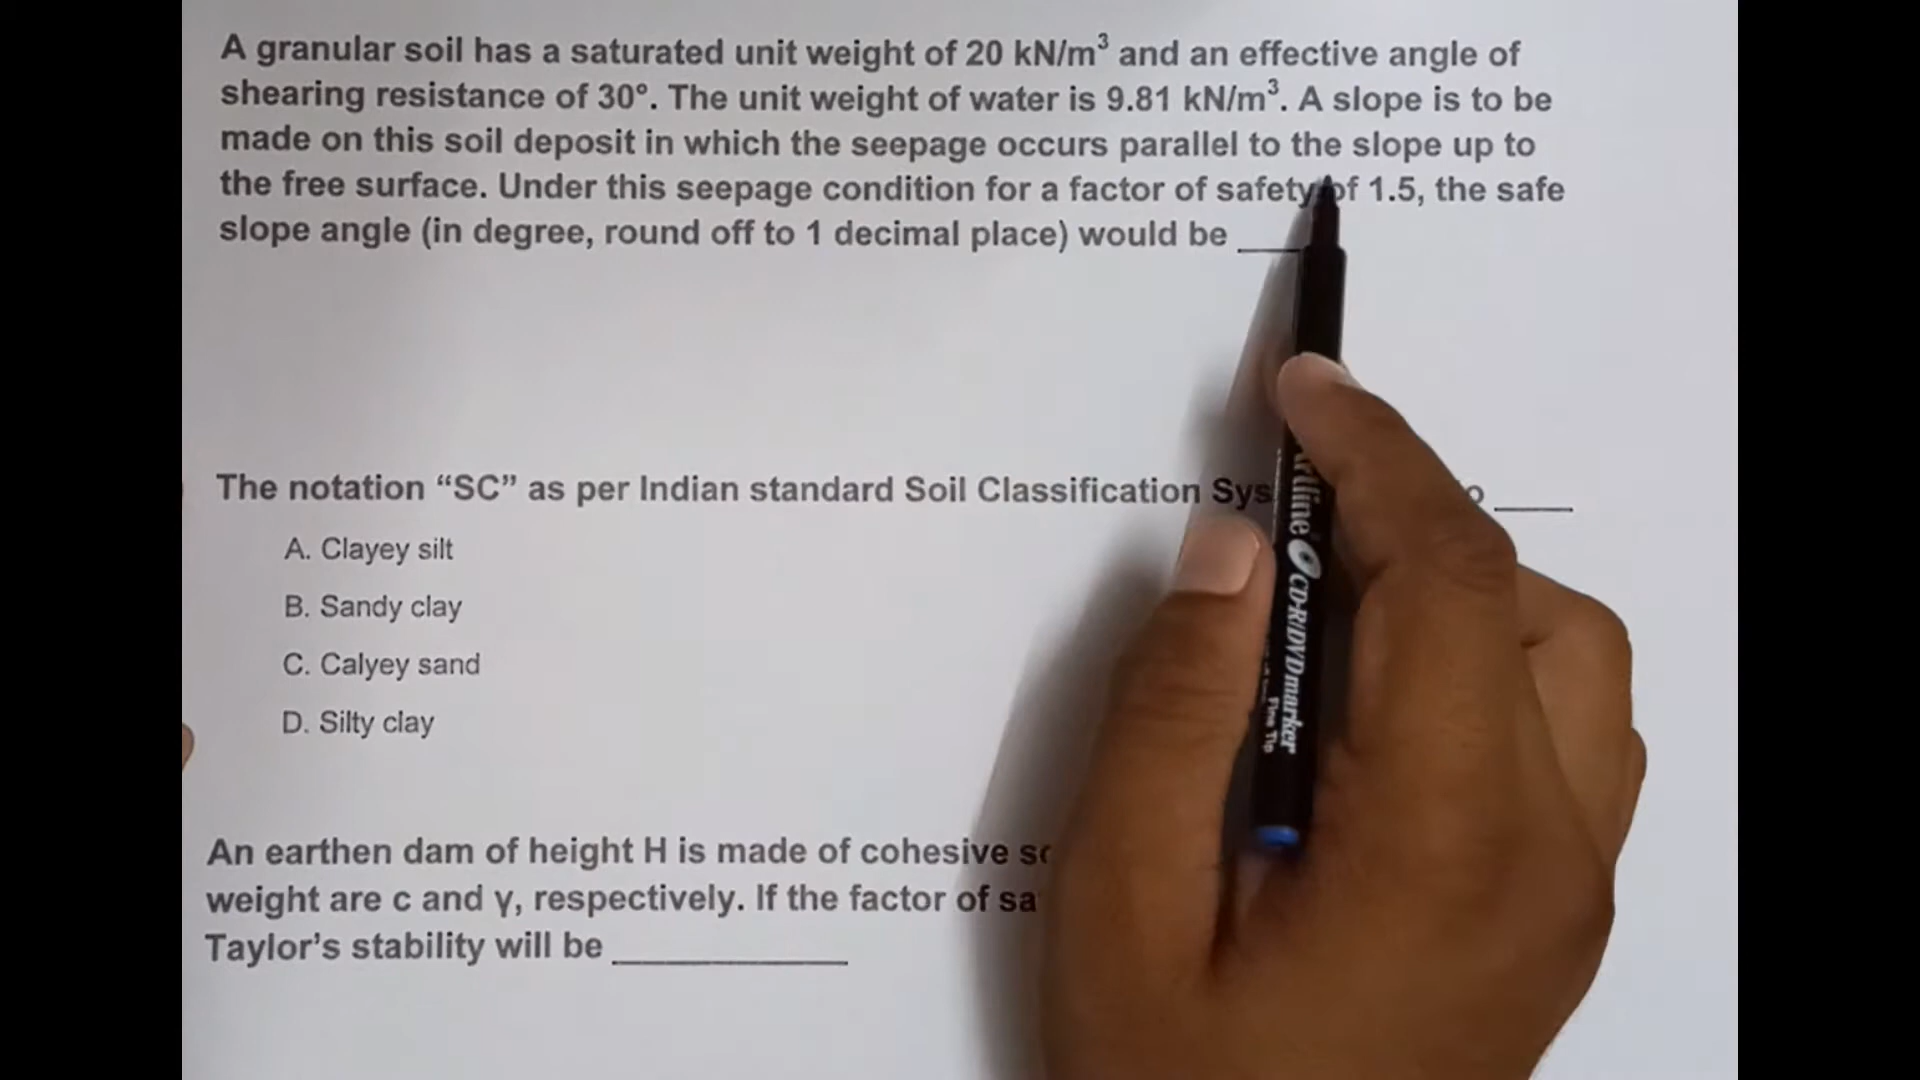 A granular soil has a saturated unit weight of 20 kN/m³ and an effective angle of
shearing resistance of 30°. The unit weight of water is 9.81 kN/m³. A slope is to be
made on this soil deposit in which the seepage occurs parallel to the slope up to
the free surface. Under this seepage condition for a factor of safety of 1.5, the safe
slope angle (in degree, round off to 1 decimal place) would be ____
The notation “SC” as per Indian standard Soil Classification ____
A. Clayey silt
B. Sandy clay
C. Calyey sand
D. Silty clay
An earthen dam of height H is made of cohesive
weight are c and γ, respectively. If the factor of
Taylor’s stability will be ____________
Artline CD-R/DVD marker
Fine Tip